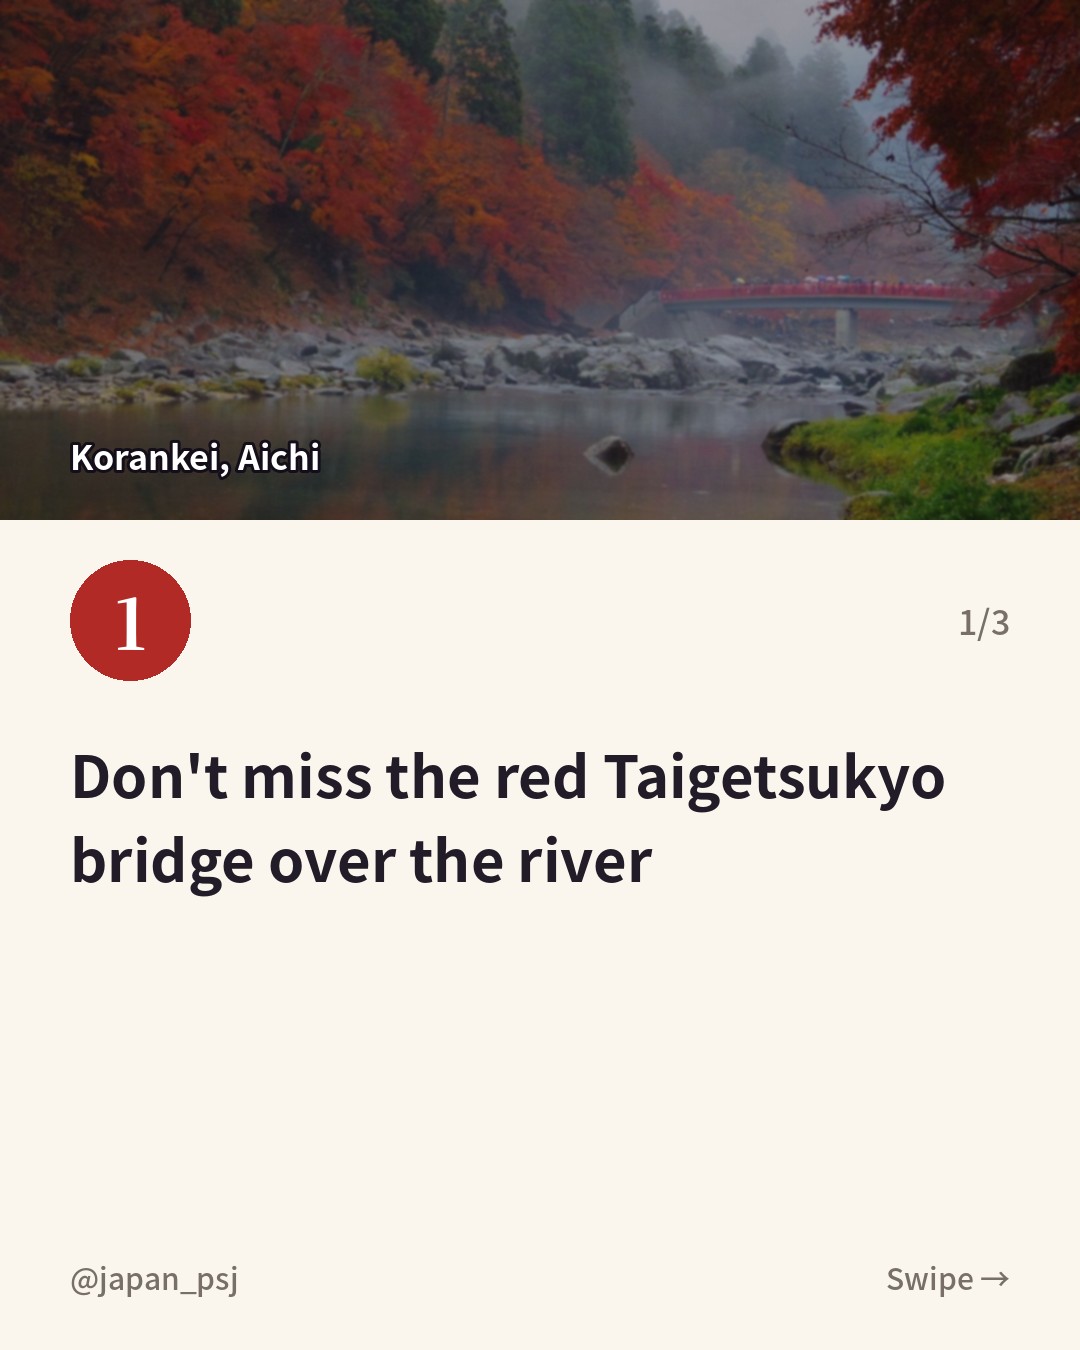 Korankei, Aichi
1
1/3
Don't miss the red Taigetsukyo
bridge over the river
@japan_psj
Swipe →